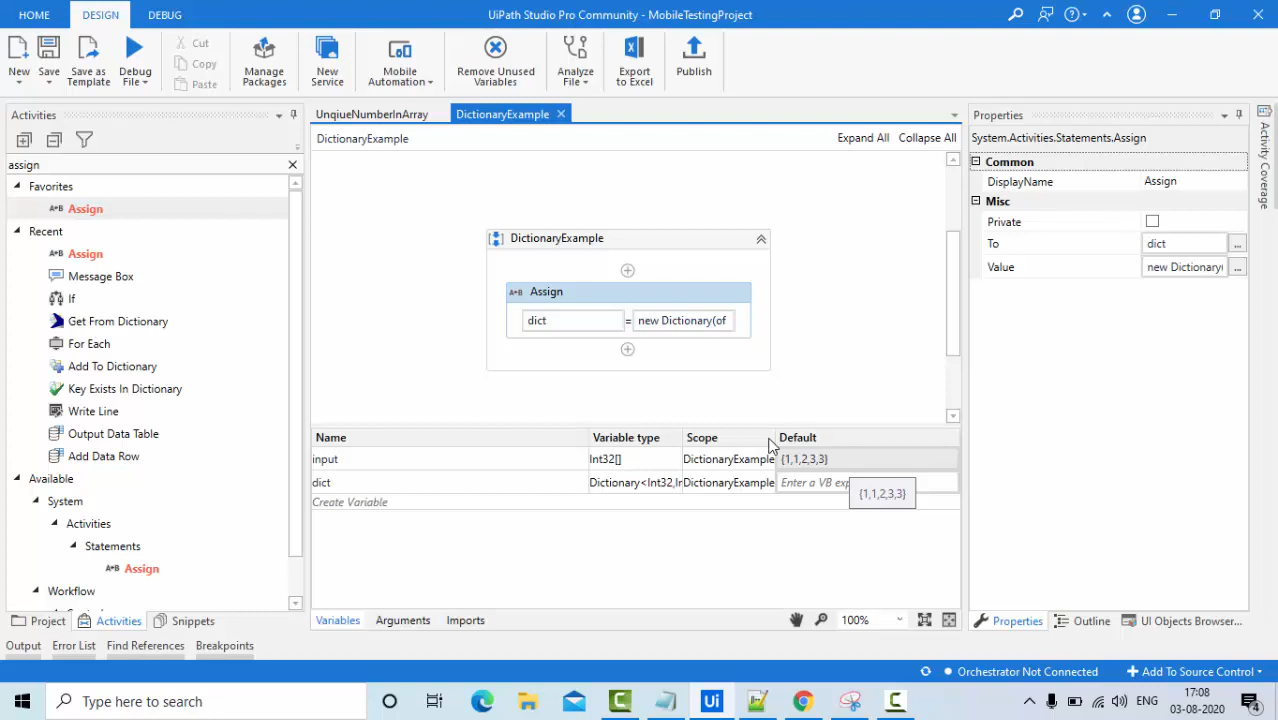 HOME DESIGN DEBUG UiPath Studio Pro Community - MobileTestingProject
New Save Save as Template Debug File Cut Copy Paste Manage Packages New Service Mobile Automation Remove Unused Variables Analyze File Export to Excel Publish
Activities
assign
Favorites
Assign
Recent
Assign
Message Box
If
Get From Dictionary
For Each
Add To Dictionary
Key Exists In Dictionary
Write Line
Output Data Table
Add Data Row
Available
System
Activities
Statements
Assign
Workflow
Project Activities Snippets
UnqiueNumberInArray DictionaryExample
DictionaryExample Expand All Collapse All
DictionaryExample
Assign
dict = new Dictionary(of
Name Variable type Scope Default
input Int32[] DictionaryExample {1,1,2,3,3}
dict Dictionary<Int32,In DictionaryExample Enter a VB exp
{1,1,2,3,3}
Create Variable
Variables Arguments Imports 100%
Properties
System.Activities.Statements.Assign
Common
DisplayName Assign
Misc
Private
To dict ...
Value new Dictionary( ...
Properties Outline UI Objects Browser...
Activity Coverage
Output Error List Find References Breakpoints
Orchestrator Not Connected Add To Source Control
Type here to search Ui ENG 17:08
03-08-2020 4